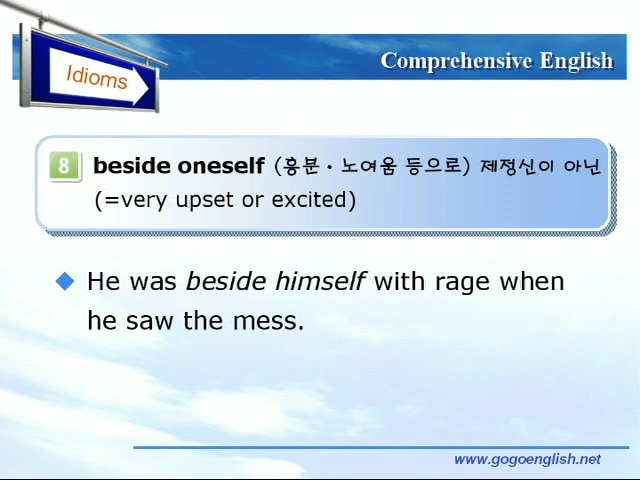 Idioms
Comprehensive English
8 beside oneself (흥분·노여움 등으로) 제정신이 아닌
(=very upset or excited)
He was beside himself with rage when
he saw the mess.
www.gogoenglish.net